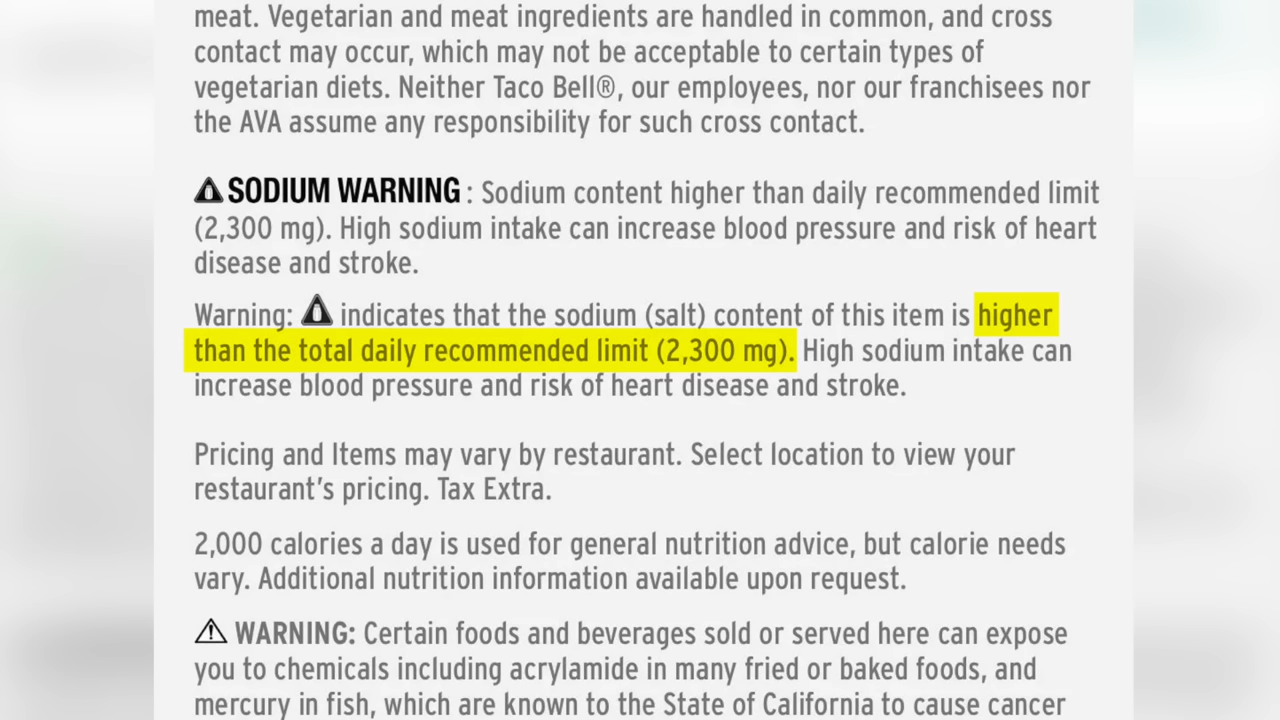 meat. Vegetarian and meat ingredients are handled in common, and cross
contact may occur, which may not be acceptable to certain types of
vegetarian diets. Neither Taco Bell®, our employees, nor our franchisees nor
the AVA assume any responsibility for such cross contact.
SODIUM WARNING : Sodium content higher than daily recommended limit
(2,300 mg). High sodium intake can increase blood pressure and risk of heart
disease and stroke.
Warning: indicates that the sodium (salt) content of this item is higher
than the total daily recommended limit (2,300 mg). High sodium intake can
increase blood pressure and risk of heart disease and stroke.
Pricing and Items may vary by restaurant. Select location to view your
restaurant's pricing. Tax Extra.
2,000 calories a day is used for general nutrition advice, but calorie needs
vary. Additional nutrition information available upon request.
WARNING: Certain foods and beverages sold or served here can expose
you to chemicals including acrylamide in many fried or baked foods, and
mercury in fish, which are known to the State of California to cause cancer